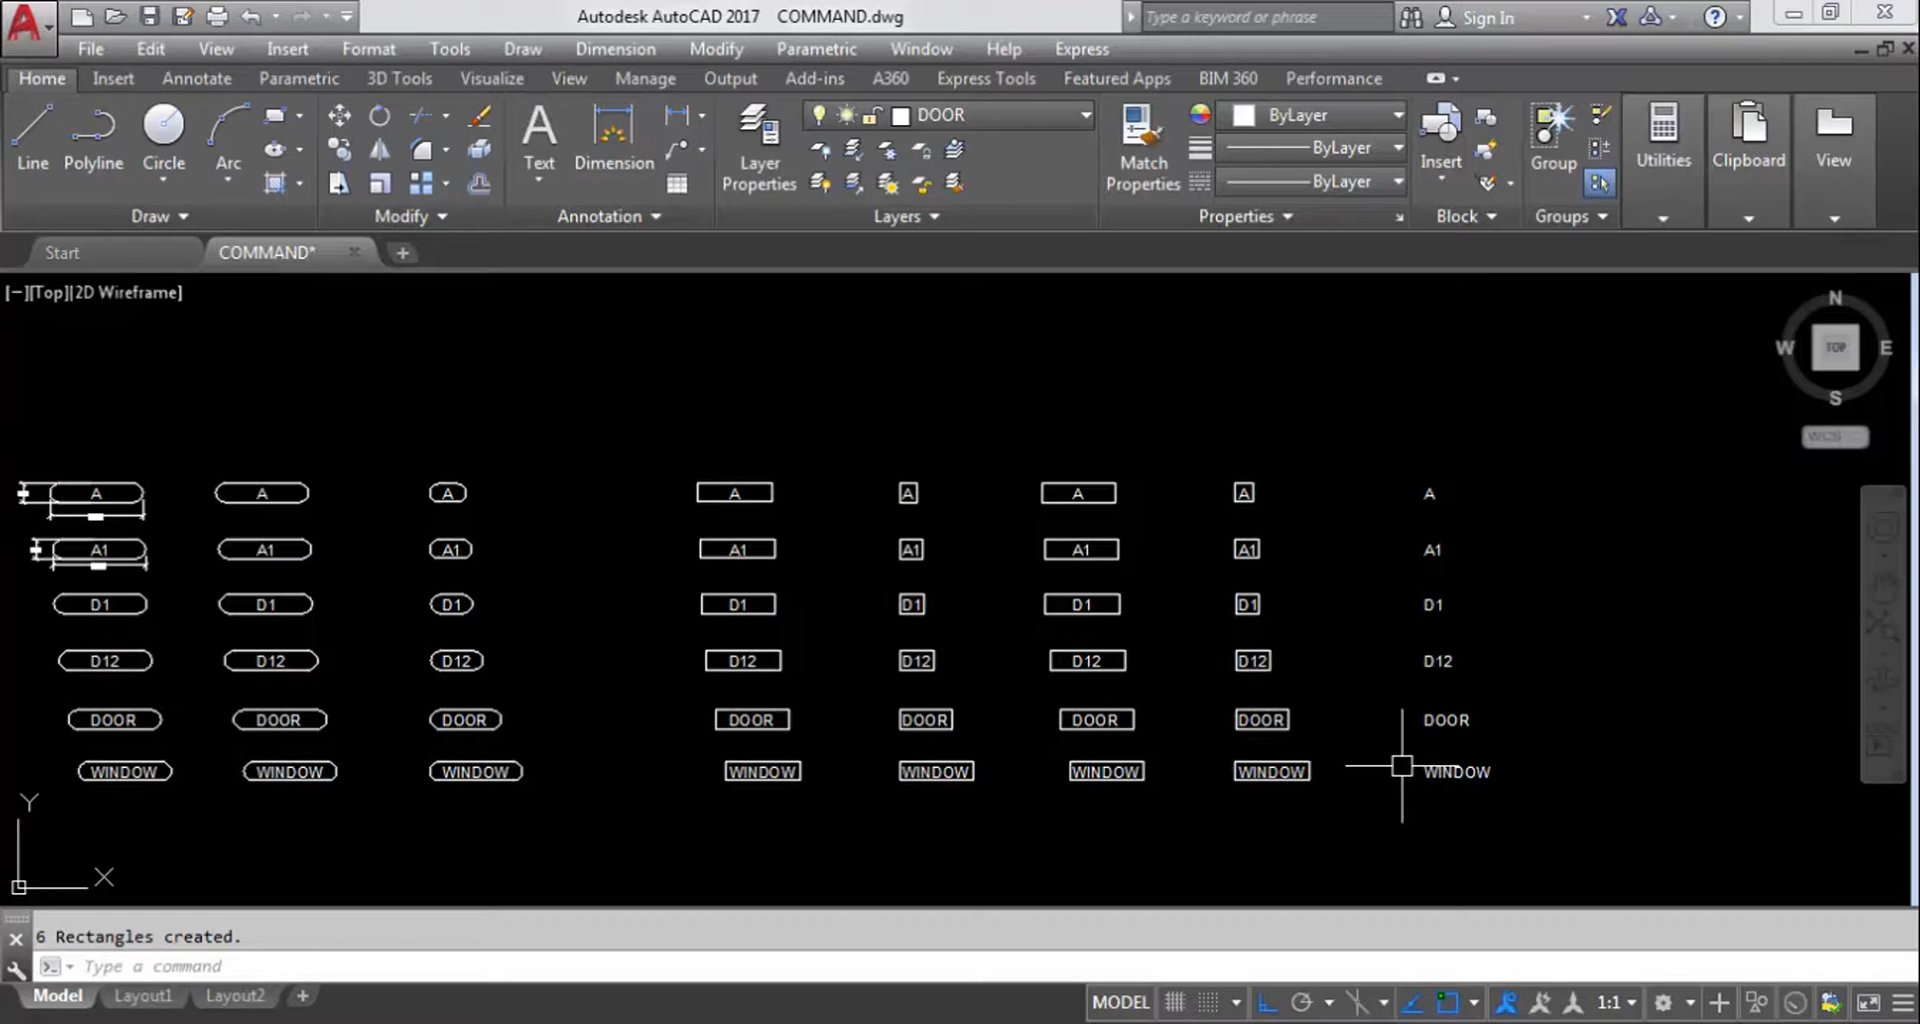 Autodesk AutoCAD 2017 COMMAND.dwg Type a keyword or phrase Sign In
File Edit View Insert Format Tools Draw Dimension Modify Parametric Window Help Express
Home Insert Annotate Parametric 3D Tools Visualize View Manage Output Add-ins A360 Express Tools Featured Apps BIM 360 Performance
DOOR ByLayer
ByLayer
ByLayer
Line Polyline Circle Arc Text Dimension Layer Properties Match Properties Insert Group Utilities Clipboard View
Draw Modify Annotation Layers Properties Block Groups
Start COMMAND*
[−][Top][2D Wireframe]
N
W TOP E
S
WCS
A A A A A A A A
A1 A1 A1 A1 A1 A1 A1 A1
D1 D1 D1 D1 D1 D1 D1 D1
D12 D12 D12 D12 D12 D12 D12 D12
DOOR DOOR DOOR DOOR DOOR DOOR DOOR DOOR
WINDOW WINDOW WINDOW WINDOW WINDOW WINDOW WINDOW WINDOW
Y
X
6 Rectangles created.
Type a command
Model Layout1 Layout2
MODEL 1:1